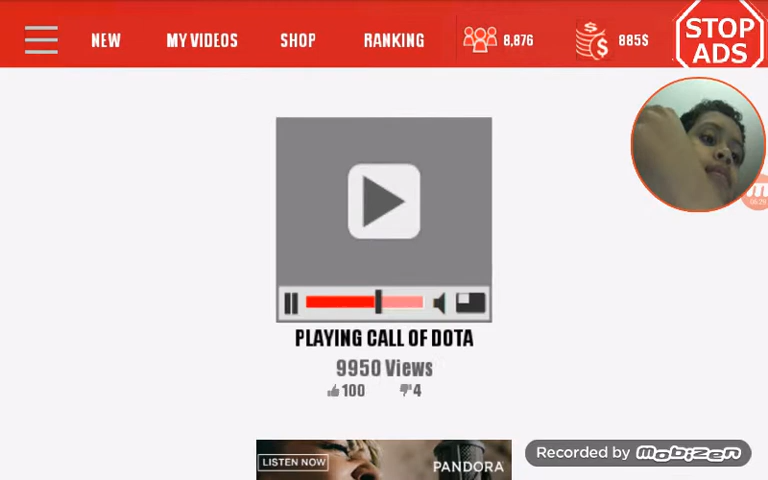 NEW
MY VIDEOS
SHOP
RANKING
8,876
885$
STOP
ADS
PLAYING CALL OF DOTA
9950 Views
100
4
LISTEN NOW
PANDORA
Recorded by mobizen